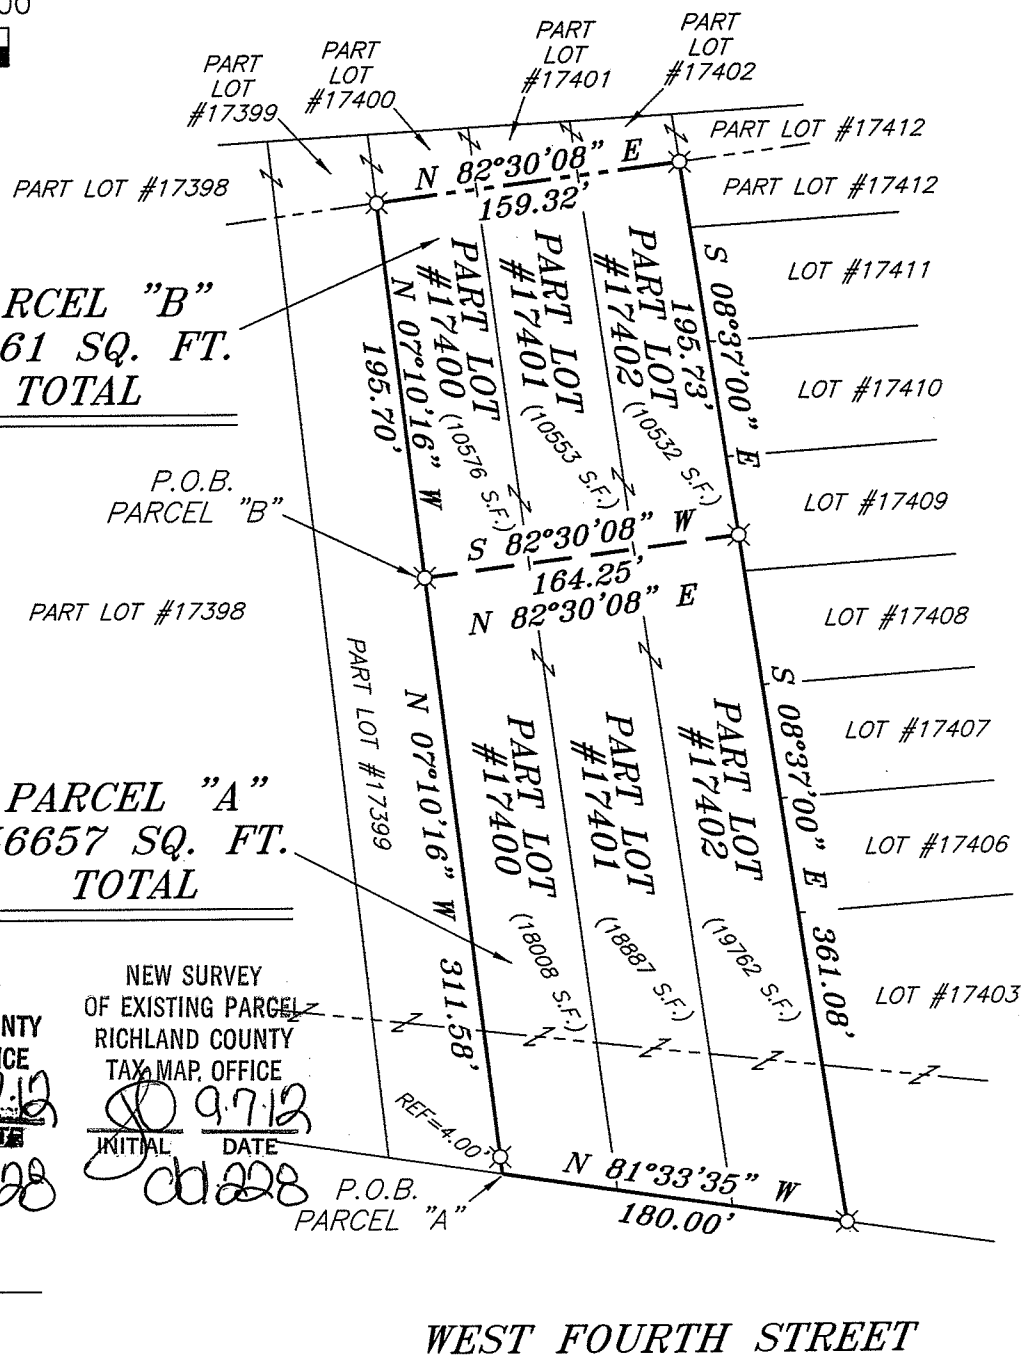 00
PART
LOT
#17399
PART
LOT
#17400
PART
LOT
#17401
PART
LOT
#17402
PART LOT #17412
PART LOT #17398
N 82°30'08" E
159.32'
PART LOT #17412
LOT #17411
LOT #17410
LOT #17409
LOT #17408
LOT #17407
LOT #17406
LOT #17403
RCEL "B"
61 SQ. FT.
TOTAL
N 07°10'16" W
195.70'
PART LOT
#17400
(10576 S.F.)
PART LOT
#17401
(10553 S.F.)
PART LOT
#17402
(10532 S.F.)
S 08°37'00" E
195.73'
P.O.B.
PARCEL "B"
S 82°30'08" W
164.25'
N 82°30'08" E
PART LOT #17398
PART LOT #17399
N 07°10'16" W 311.58'
PART LOT
#17400
(18008 S.F.)
PART LOT
#17401
(18887 S.F.)
PART LOT
#17402
(19762 S.F.)
S 08°37'00" E 361.08'
PARCEL "A"
46657 SQ. FT.
TOTAL
NTY
ICE
28
NEW SURVEY
OF EXISTING PARCEL
RICHLAND COUNTY
TAX MAP OFFICE
9.7.12
INITIAL DATE
228
REF=4.00'
P.O.B.
PARCEL "A"
N 81°33'35" W
180.00'
WEST FOURTH STREET